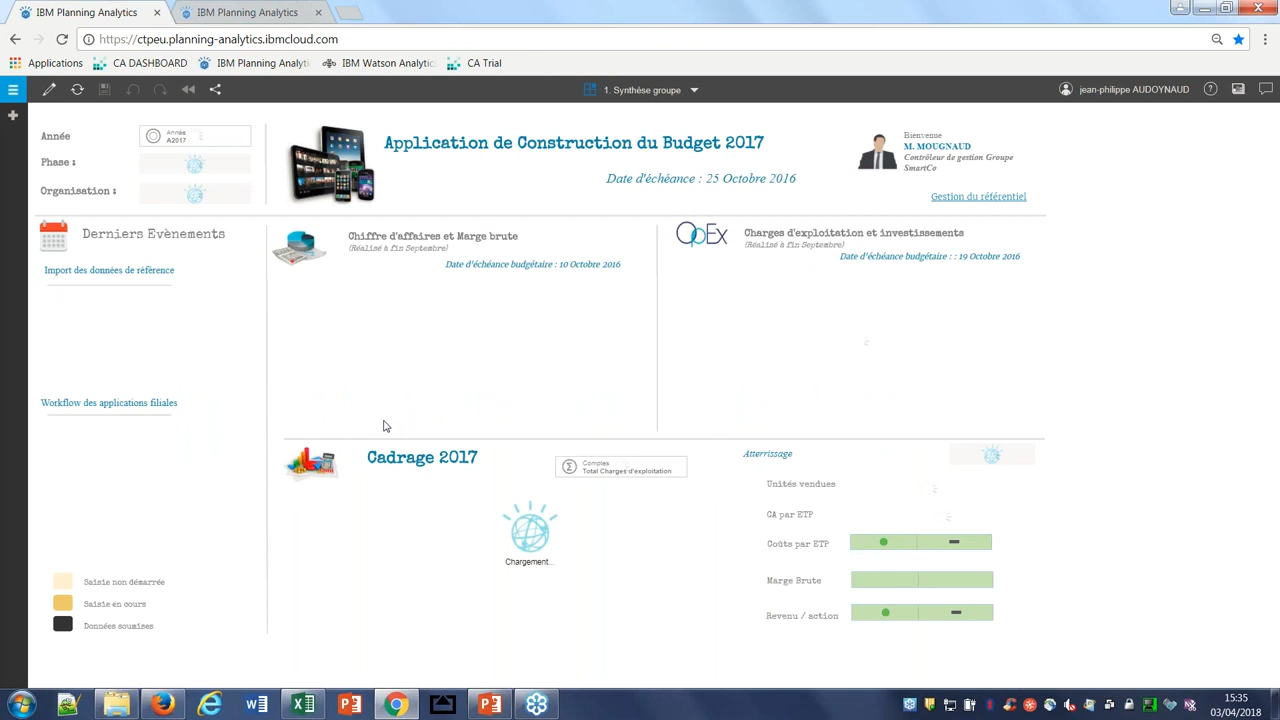 IBM Planning Analytics
IBM Planning Analytics
https://ctpeu.planning-analytics.ibmcloud.com
Applications
CA DASHBOARD
IBM Planning Analyti
IBM Watson Analytic
CA Trial
1. Synthèse groupe
jean-philippe AUDOYNAUD
Année
Année
A2017
Phase :
Organisation :
Application de Construction du Budget 2017
Date d'échéance : 25 Octobre 2016
Bienvenue
M. MOUGNAUD
Contrôleur de gestion Groupe
SmartCo
Gestion du référentiel
Derniers Evènements
Import des données de référence
Workflow des applications filiales
Chiffre d'affaires et Marge brute
(Réalisé à fin Septembre)
Date d'échéance budgétaire : 10 Octobre 2016
OpEx
Charges d'exploitation et investissements
(Réalisé à fin Septembre)
Date d'échéance budgétaire : : 19 Octobre 2016
Cadrage 2017
Comptes
Total Charges d'exploitation
Chargement...
Atterrissage
Unités vendues
CA par ETP
Coûts par ETP
Marge Brute
Revenu / action
Saisie non démarrée
Saisie en cours
Données soumises
15:35
03/04/2018